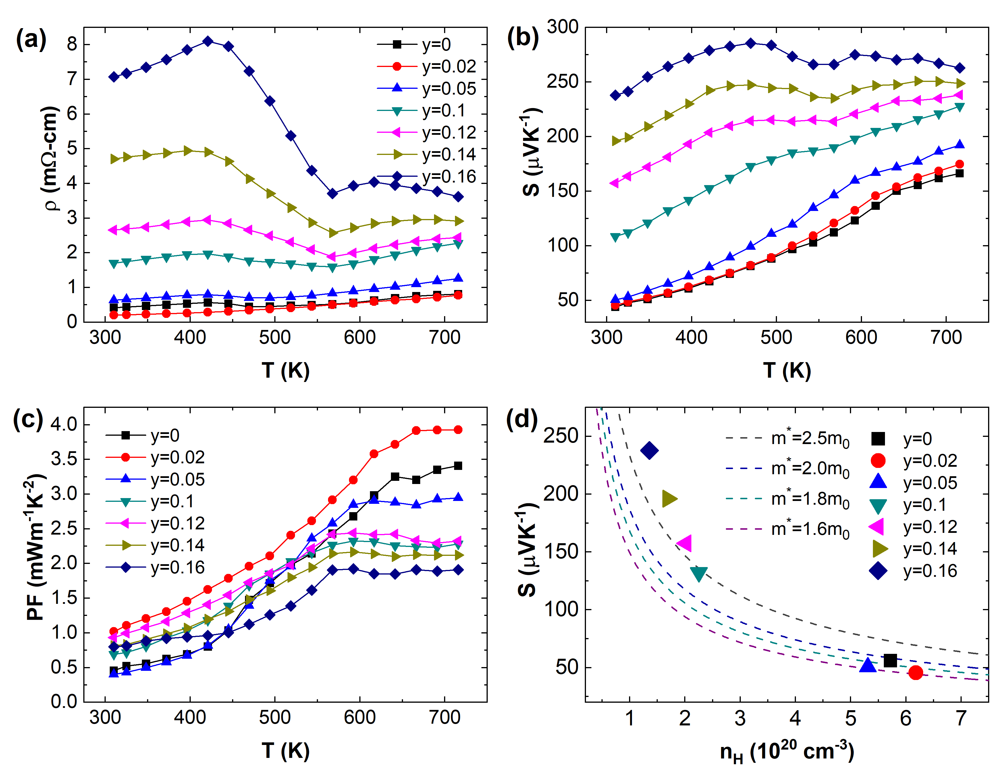 (a)
8
7
6
5
4
3
2
1
0
ρ (mΩ-cm)
300 400 500 600 700
T (K)
y=0
y=0.02
y=0.05
y=0.1
y=0.12
y=0.14
y=0.16
(b)
300
250
200
150
100
50
S (μVK⁻¹)
300 400 500 600 700
T (K)
(c)
4.0
3.5
3.0
2.5
2.0
1.5
1.0
0.5
0.0
PF (mWm⁻¹K⁻²)
y=0
y=0.02
y=0.05
y=0.1
y=0.12
y=0.14
y=0.16
300 400 500 600 700
T (K)
(d)
250
200
150
100
50
S (μVK⁻¹)
m*=2.5m₀
m*=2.0m₀
m*=1.8m₀
m*=1.6m₀
y=0
y=0.02
y=0.05
y=0.1
y=0.12
y=0.14
y=0.16
1 2 3 4 5 6 7
n_H (10²⁰ cm⁻³)